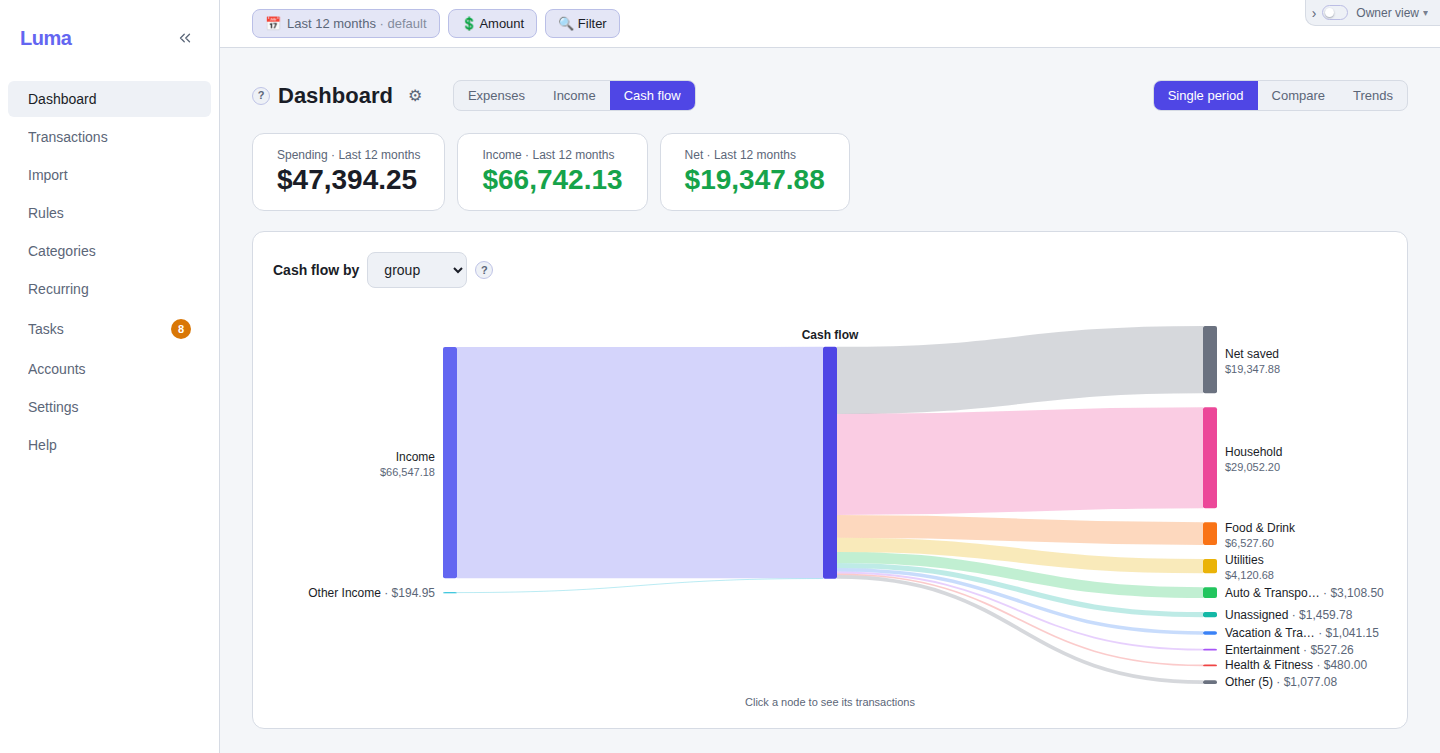 Luma
Dashboard
Transactions
Import
Rules
Categories
Recurring
Tasks
8
Accounts
Settings
Help
Last 12 months · default
Amount
Filter
Owner view
? Dashboard
Expenses
Income
Cash flow
Single period
Compare
Trends
Spending · Last 12 months
$47,394.25
Income · Last 12 months
$66,742.13
Net · Last 12 months
$19,347.88
Cash flow by
group
?
Cash flow
Income
$66,547.18
Other Income · $194.95
Net saved
$19,347.88
Household
$29,052.20
Food & Drink
$6,527.60
Utilities
$4,120.68
Auto & Transpo… · $3,108.50
Unassigned · $1,459.78
Vacation & Tra… · $1,041.15
Entertainment · $527.26
Health & Fitness · $480.00
Other (5) · $1,077.08
Click a node to see its transactions